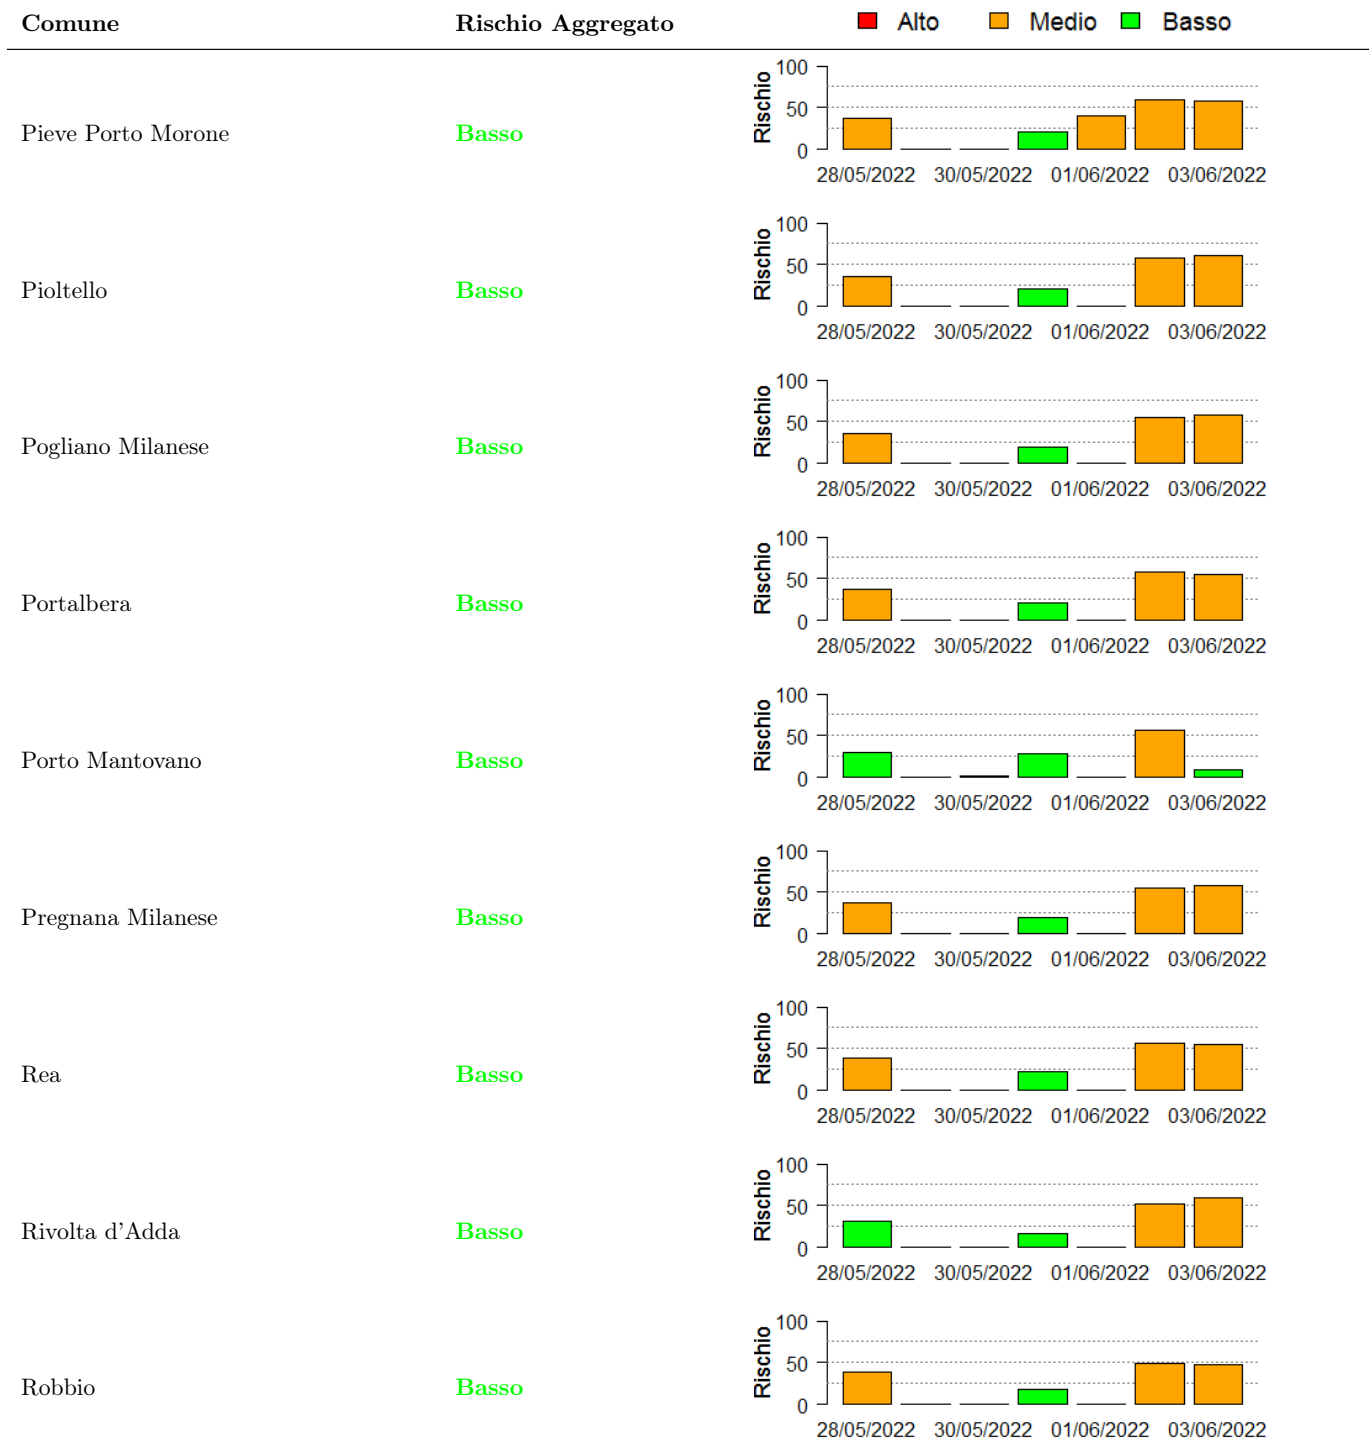 Comune Rischio Aggregato Alto Medio Basso
100
50
0
Rischio
Pieve Porto Morone Basso
28/05/2022 30/05/2022 01/06/2022 03/06/2022
100
50
0
Rischio
Pioltello Basso
28/05/2022 30/05/2022 01/06/2022 03/06/2022
100
50
0
Rischio
Pogliano Milanese Basso
28/05/2022 30/05/2022 01/06/2022 03/06/2022
100
50
0
Rischio
Portalbera Basso
28/05/2022 30/05/2022 01/06/2022 03/06/2022
100
50
0
Rischio
Porto Mantovano Basso
28/05/2022 30/05/2022 01/06/2022 03/06/2022
100
50
0
Rischio
Pregnana Milanese Basso
28/05/2022 30/05/2022 01/06/2022 03/06/2022
100
50
0
Rischio
Rea Basso
28/05/2022 30/05/2022 01/06/2022 03/06/2022
100
50
0
Rischio
Rivolta d'Adda Basso
28/05/2022 30/05/2022 01/06/2022 03/06/2022
100
50
0
Rischio
Robbio Basso
28/05/2022 30/05/2022 01/06/2022 03/06/2022